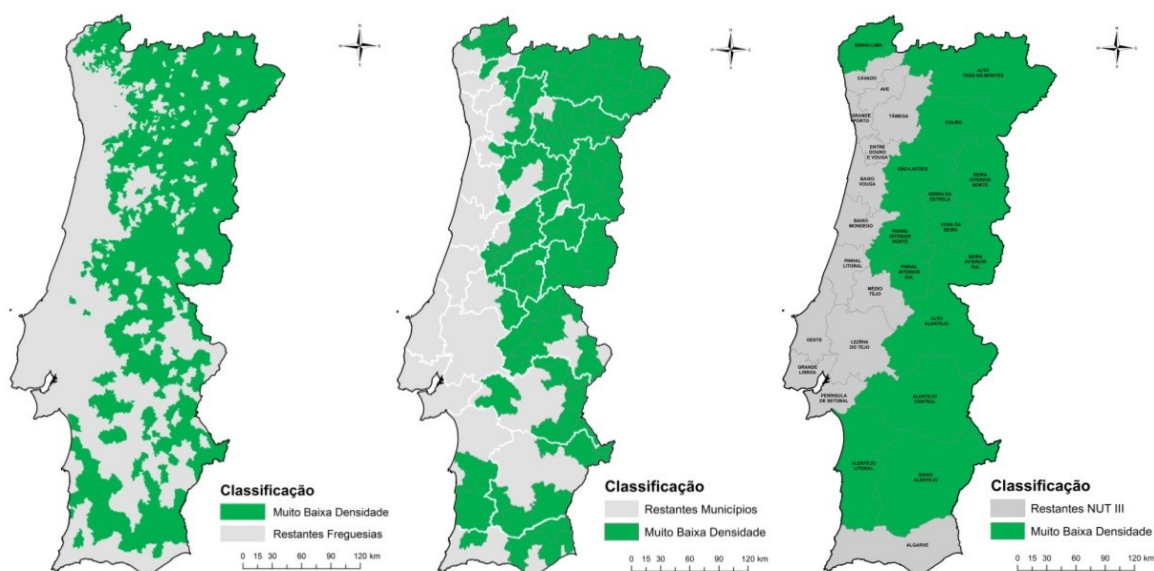 N
W
E
S
Classificação
Muito Baixa Densidade
Restantes Freguesias
0 15 30 60 90 120 km
N
W
E
S
Classificação
Restantes Municípios
Muito Baixa Densidade
0 15 30 60 90 120 km
N
W
E
S
MINHO-LIMA
CÁVADO
AVE
ALTO
TRÁS-OS-MONTES
GRANDE
PORTO
TÂMEGA
DOURO
ENTRE
DOURO
E VOUGA
DÃO-LAFÕES
BAIXO
VOUGA
BEIRA
INTERIOR
NORTE
SERRA DA
ESTRELA
BAIXO
MONDEGO
COVA DA
BEIRA
PINHAL
INTERIOR
NORTE
PINHAL
LITORAL
PINHAL
INTERIOR
SUL
BEIRA
INTERIOR
SUL
MÉDIO
TEJO
ALTO
ALENTEJO
OESTE
LEZÍRIA
DO TEJO
GRANDE
LISBOA
PENÍNSULA
DE SETÚBAL
ALENTEJO
CENTRAL
ALENTEJO
LITORAL
BAIXO
ALENTEJO
ALGARVE
Classificação
Restantes NUT III
Muito Baixa Densidade
0 15 30 60 90 120 km